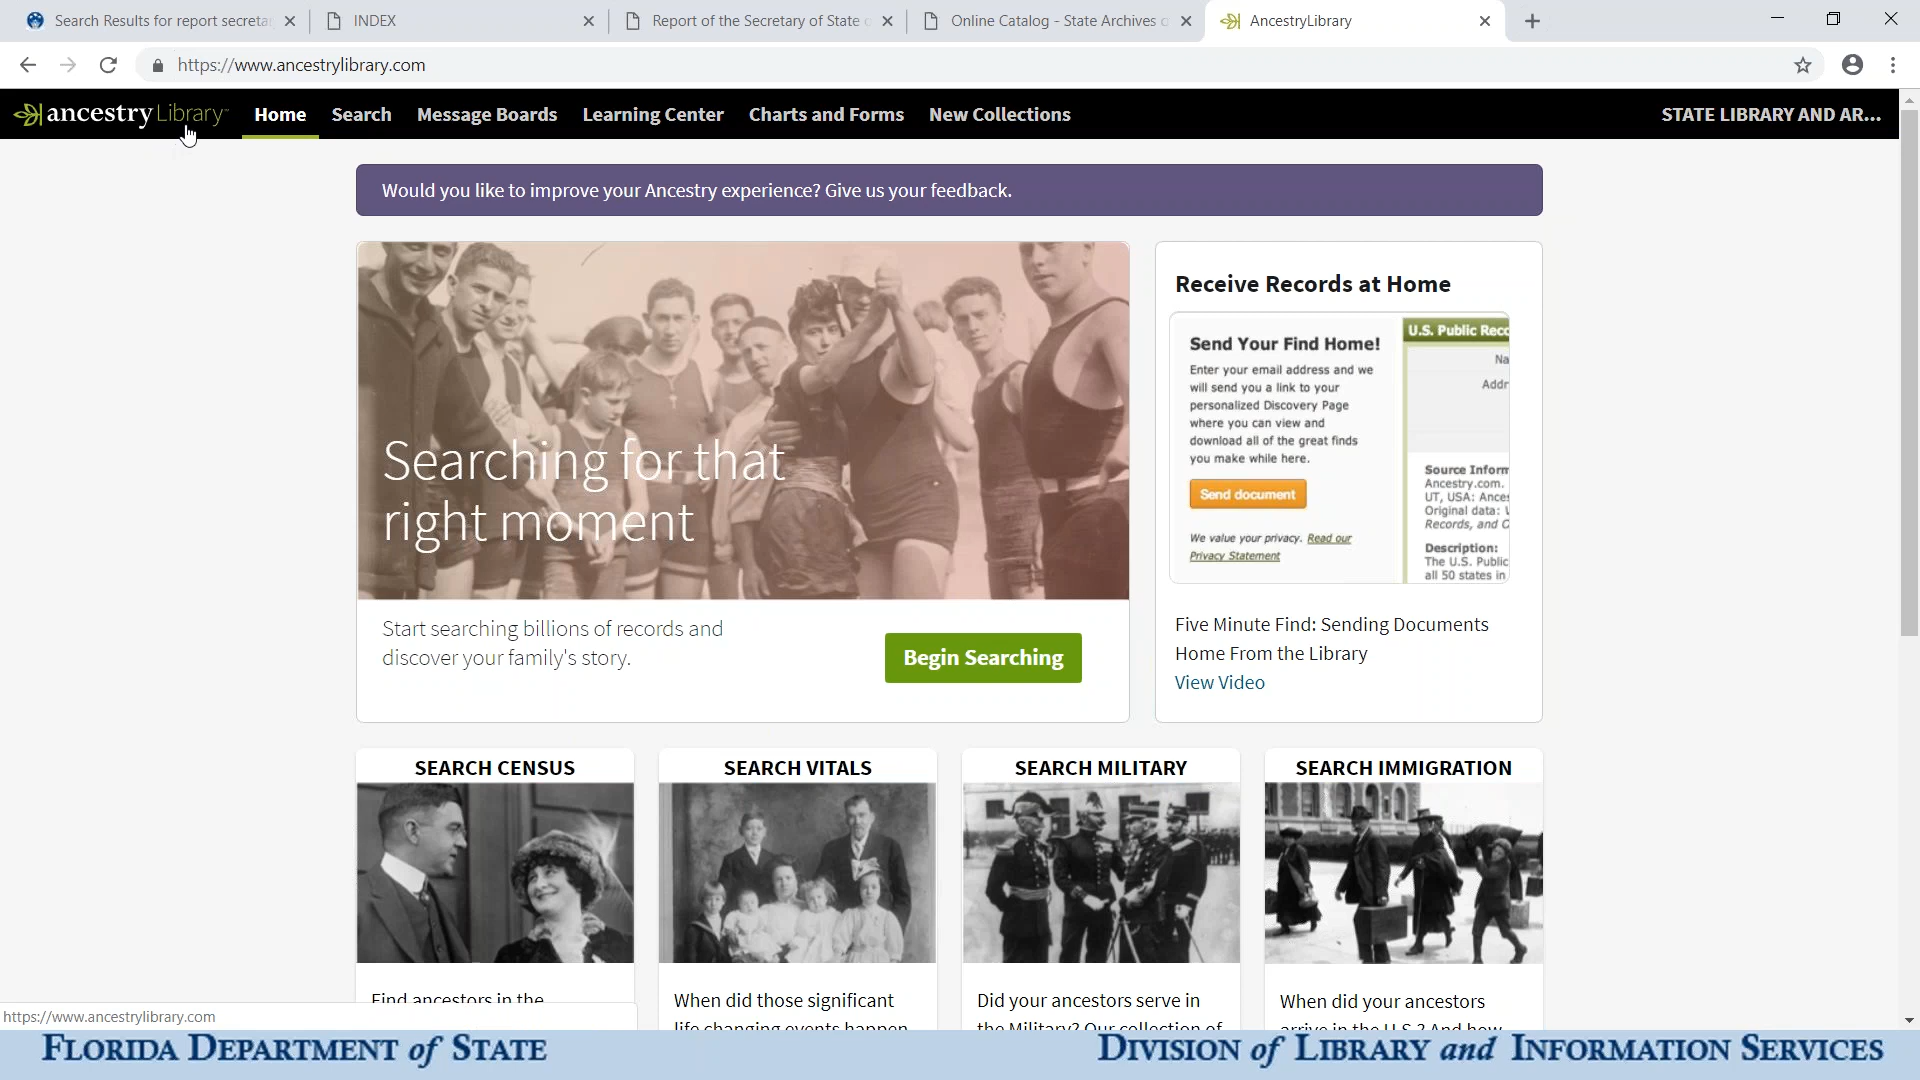 Search Results for report secreta
INDEX
Report of the Secretary of State o
Online Catalog - State Archives o
AncestryLibrary
https://www.ancestrylibrary.com
ancestryLibrary
Home
Search
Message Boards
Learning Center
Charts and Forms
New Collections
STATE LIBRARY AND AR...
Would you like to improve your Ancestry experience? Give us your feedback.
Searching for that
right moment
Start searching billions of records and
discover your family's story.
Begin Searching
Receive Records at Home
Send Your Find Home!
Enter your email address and we
will send you a link to your
personalized Discovery Page
where you can view and
download all of the great finds
you make while here.
Send document
We value your privacy. Read our
Privacy Statement
U.S. Public Reco
Na
Addr
Source Inform
Ancestry.com.
UT, USA: Ances
Original data:
Records, and C
Description:
The U.S. Public
all 50 states in
Five Minute Find: Sending Documents
Home From the Library
View Video
SEARCH CENSUS
SEARCH VITALS
SEARCH MILITARY
SEARCH IMMIGRATION
Find ancestors in the
When did those significant
life changing events happen
Did your ancestors serve in
the Military? Our collection of
When did your ancestors
arrive in the U.S.? And how
https://www.ancestrylibrary.com
FLORIDA DEPARTMENT of STATE
DIVISION of LIBRARY and INFORMATION SERVICES